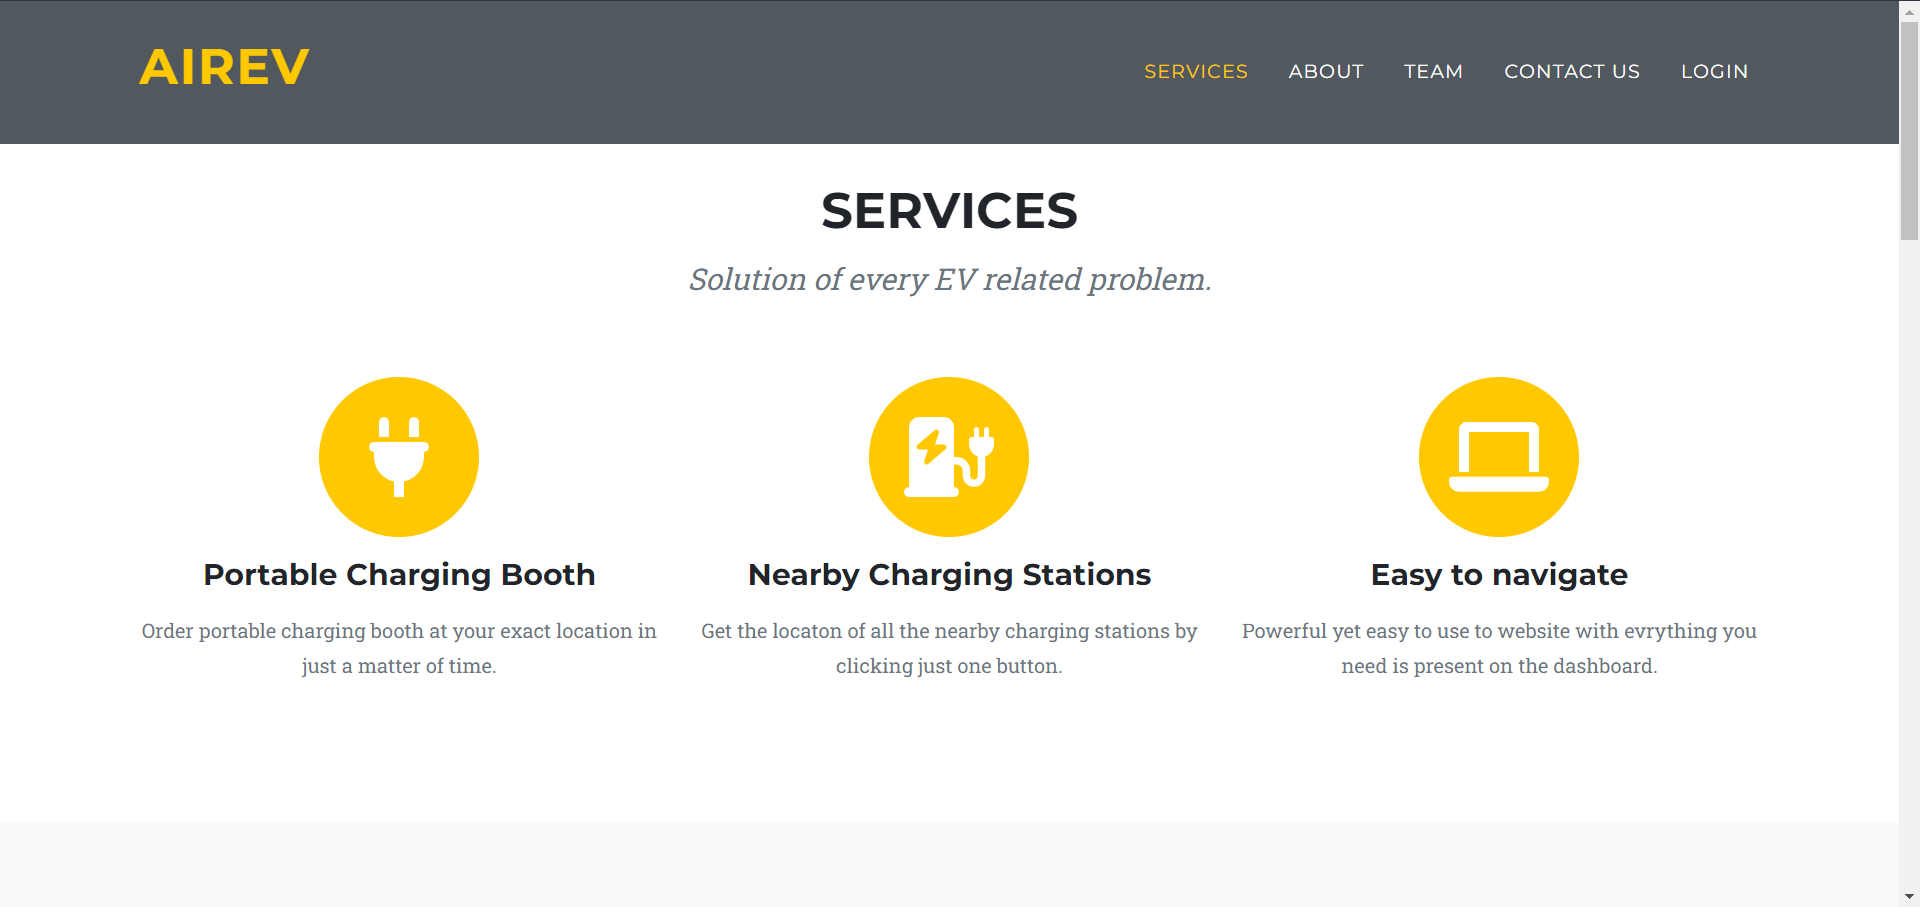 AIREV
SERVICES ABOUT TEAM CONTACT US LOGIN
SERVICES
Solution of every EV related problem.
Portable Charging Booth
Order portable charging booth at your exact location in
just a matter of time.
Nearby Charging Stations
Get the locaton of all the nearby charging stations by
clicking just one button.
Easy to navigate
Powerful yet easy to use to website with evrything you
need is present on the dashboard.